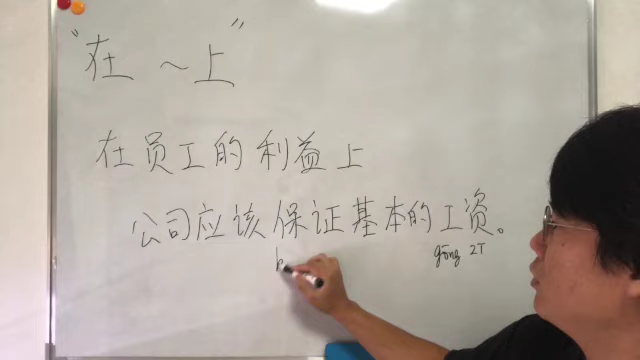 “在 ~上”
在员工的利益上
公司应该保证基本的工资。
gōng zī